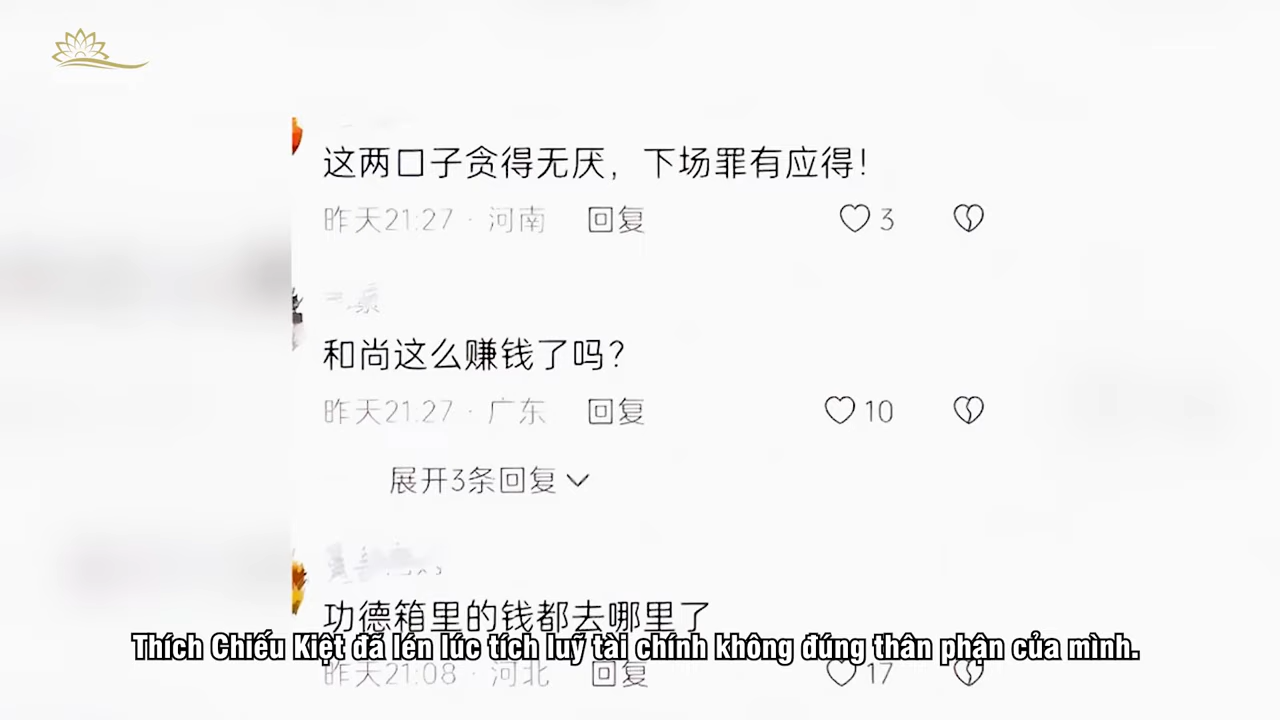 这两口子贪得无厌，下场罪有应得！
昨天21:27 · 河南 回复 3
和尚这么赚钱了吗？
昨天21:27 · 广东 回复 10
展开3条回复
功德箱里的钱都去哪里了
Thích Chiếu Kiệt đã lén lúc tích luỹ tài chính không đúng thân phận của mình.
昨天21:08 · 河北 回复 17